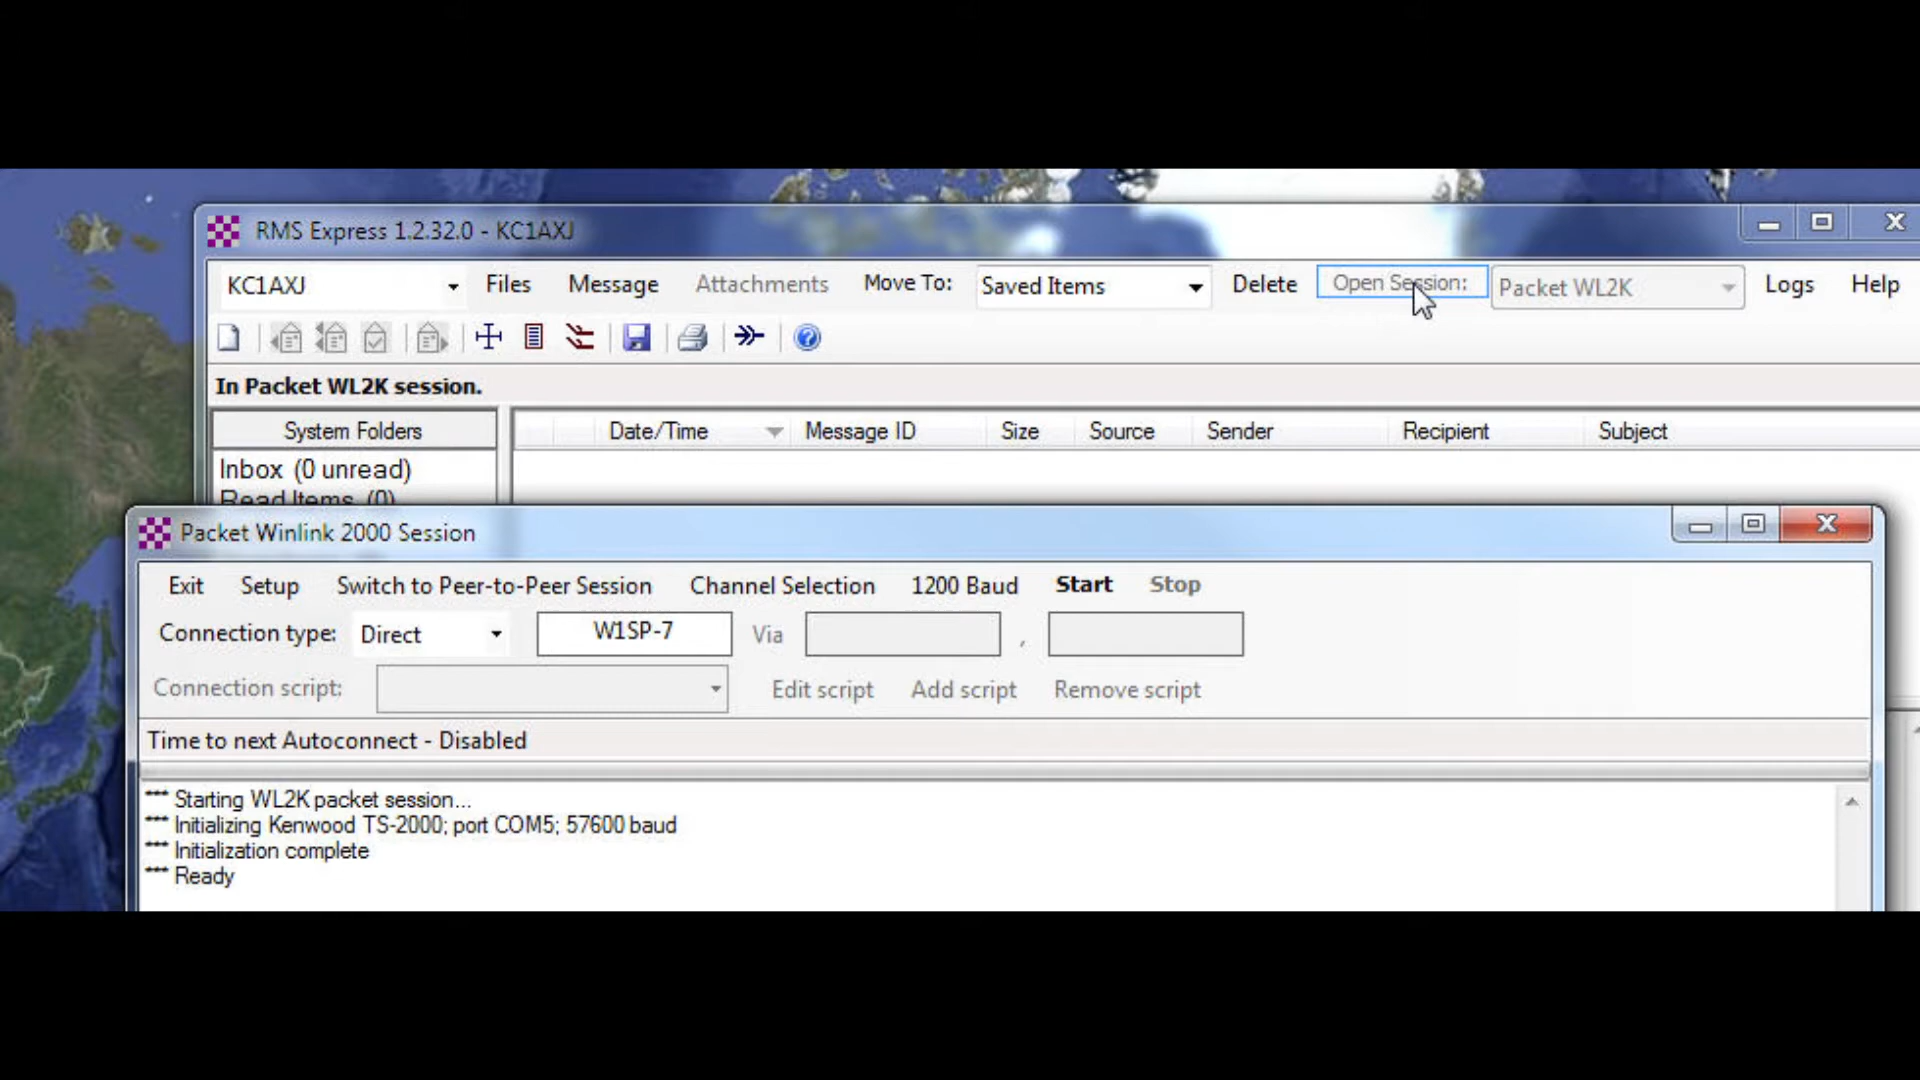 RMS Express 1.2.32.0 - KC1AXJ
KC1AXJ Files Message Attachments Move To: Saved Items Delete Open Session: Packet WL2K Logs Help
In Packet WL2K session.
System Folders Date/Time Message ID Size Source Sender Recipient Subject
Inbox (0 unread)
Read Items (0)
Packet Winlink 2000 Session
Exit Setup Switch to Peer-to-Peer Session Channel Selection 1200 Baud Start Stop
Connection type: Direct W1SP-7 Via ,
Connection script: Edit script Add script Remove script
Time to next Autoconnect - Disabled
*** Starting WL2K packet session...
*** Initializing Kenwood TS-2000; port COM5; 57600 baud
*** Initialization complete
*** Ready